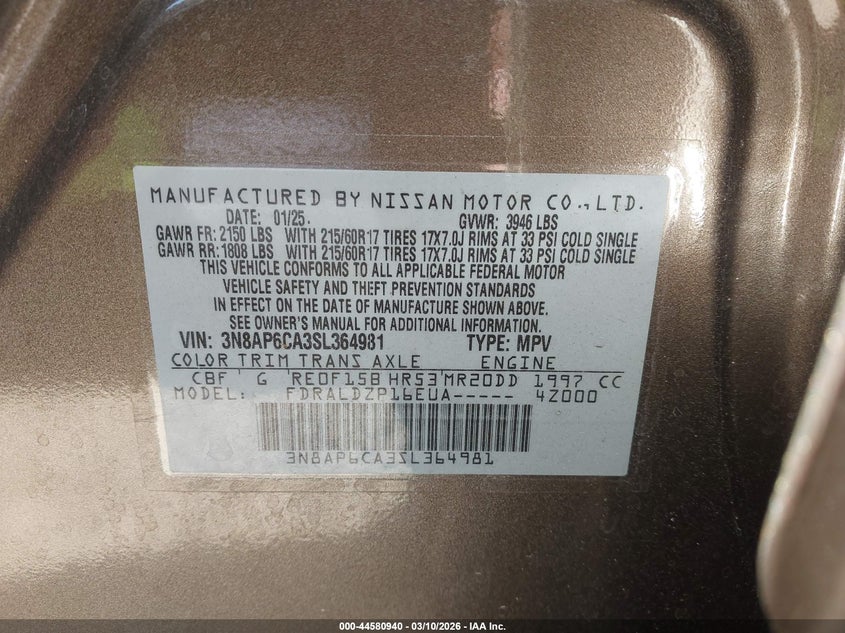 MANUFACTURED BY NISSAN MOTOR CO.,LTD.
DATE: 01/25. GVWR: 3946 LBS
GAWR FR: 2150 LBS WITH 215/60R17 TIRES 17X7.0J RIMS AT 33 PSI COLD SINGLE
GAWR RR: 1808 LBS WITH 215/60R17 TIRES 17X7.0J RIMS AT 33 PSI COLD SINGLE
THIS VEHICLE CONFORMS TO ALL APPLICABLE FEDERAL MOTOR
VEHICLE SAFETY AND THEFT PREVENTION STANDARDS
IN EFFECT ON THE DATE OF MANUFACTURE SHOWN ABOVE.
SEE OWNER'S MANUAL FOR ADDITIONAL INFORMATION.
VIN: 3N8AP6CA3SL364981 TYPE: MPV
COLOR TRIM TRANS AXLE ENGINE
CBF G RE0F15B HR53 MR20DD 1997 CC
MODEL: FDRALDZP16EUA----- 4Z000
3N8AP6CA3SL364981
000-44580940 - 03/10/2026 - IAA Inc.